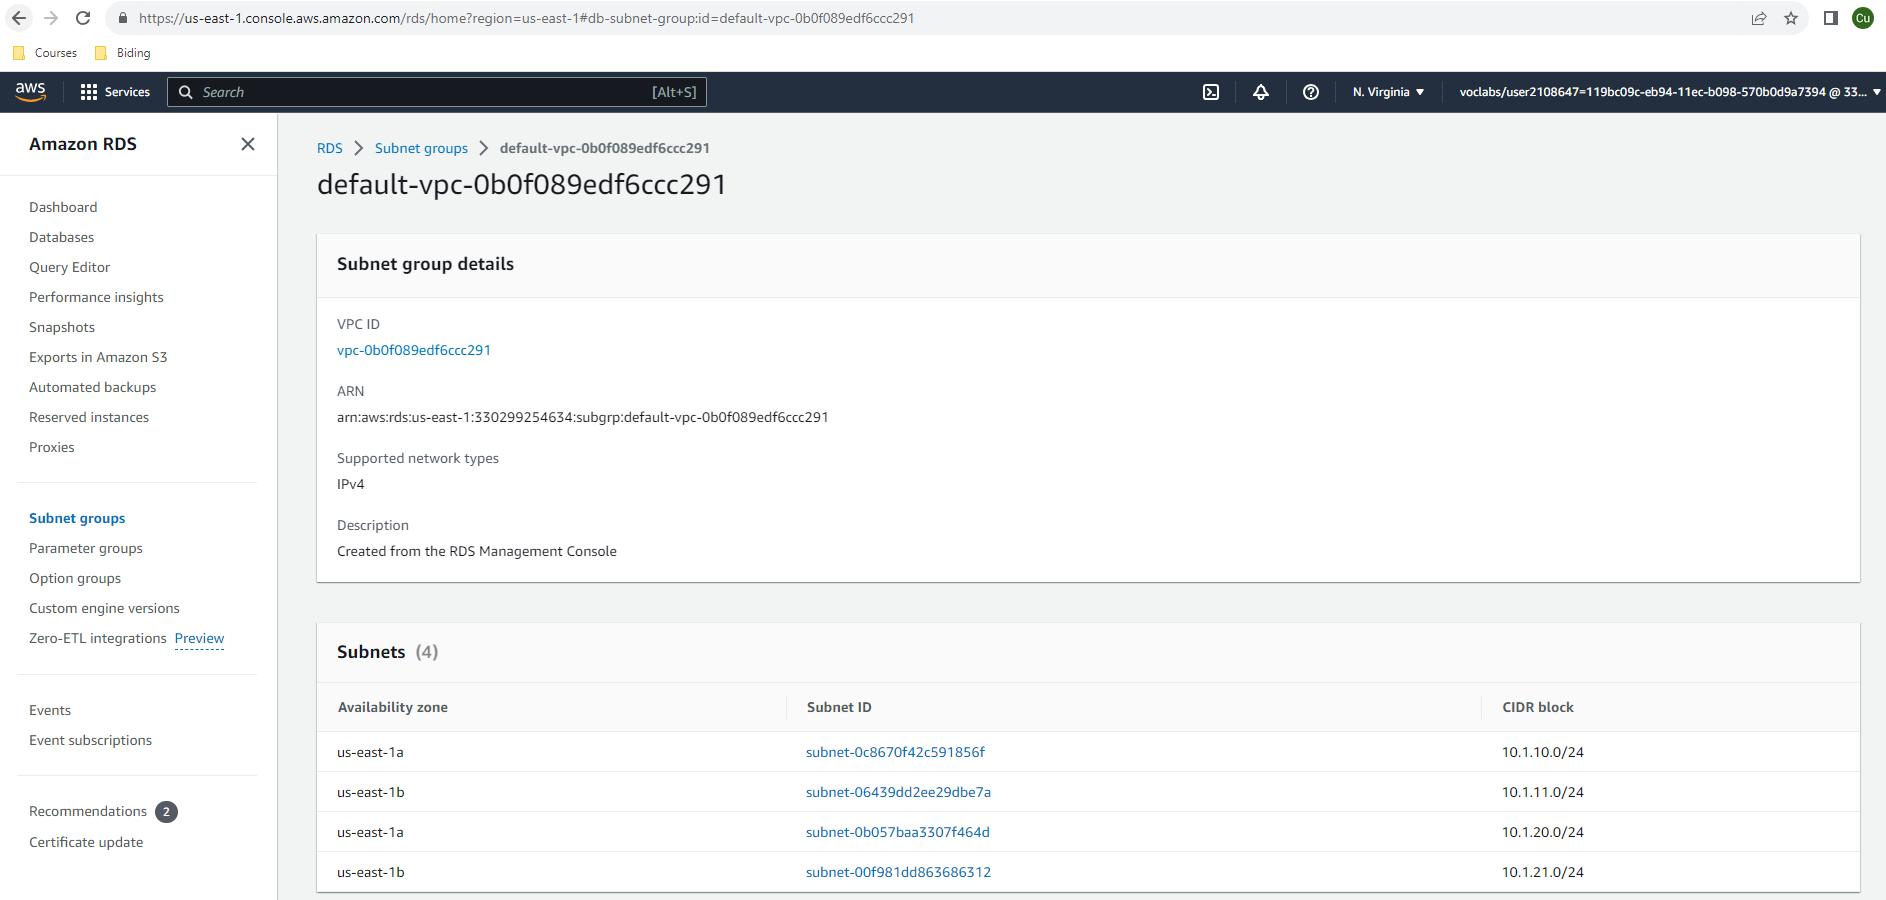 https://us-east-1.console.aws.amazon.com/rds/home?region=us-east-1#db-subnet-group:id=default-vpc-0b0f089edf6ccc291
Cu
Courses Biding
aws Services Search [Alt+S] N. Virginia voclabs/user2108647=119bc09c-eb94-11ec-b098-570b0d9a7394 @ 33...
Amazon RDS
Dashboard
Databases
Query Editor
Performance insights
Snapshots
Exports in Amazon S3
Automated backups
Reserved instances
Proxies
Subnet groups
Parameter groups
Option groups
Custom engine versions
Zero-ETL integrations Preview
Events
Event subscriptions
Recommendations 2
Certificate update
RDS Subnet groups default-vpc-0b0f089edf6ccc291
default-vpc-0b0f089edf6ccc291
Subnet group details
VPC ID
vpc-0b0f089edf6ccc291
ARN
arn:aws:rds:us-east-1:330299254634:subgrp:default-vpc-0b0f089edf6ccc291
Supported network types
IPv4
Description
Created from the RDS Management Console
Subnets (4)
Availability zone Subnet ID CIDR block
us-east-1a subnet-0c8670f42c591856f 10.1.10.0/24
us-east-1b subnet-06439dd2ee29dbe7a 10.1.11.0/24
us-east-1a subnet-0b057baa3307f464d 10.1.20.0/24
us-east-1b subnet-00f981dd863686312 10.1.21.0/24